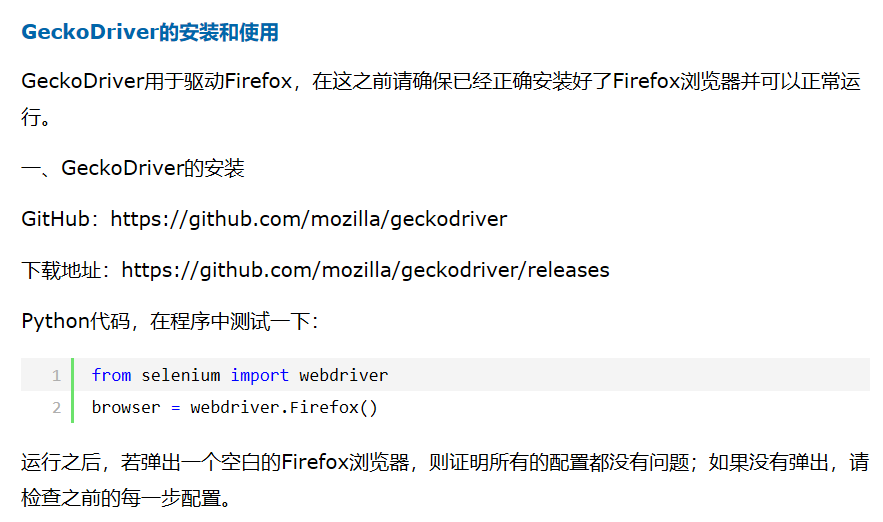 GeckoDriver的安装和使用
GeckoDriver用于驱动Firefox，在这之前请确保已经正确安装好了Firefox浏览器并可以正常运
行。
一、GeckoDriver的安装
GitHub：https://github.com/mozilla/geckodriver
下载地址：https://github.com/mozilla/geckodriver/releases
Python代码，在程序中测试一下：
1 from selenium import webdriver
2 browser = webdriver.Firefox()
运行之后，若弹出一个空白的Firefox浏览器，则证明所有的配置都没有问题；如果没有弹出，请
检查之前的每一步配置。